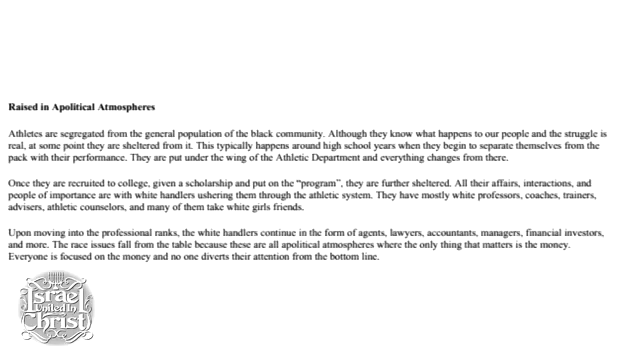 Raised in Apolitical Atmospheres
Athletes are segregated from the general population of the black community. Although they know what happens to our people and the struggle is
real, at some point they are sheltered from it. This typically happens around high school years when they begin to separate themselves from the
pack with their performance. They are put under the wing of the Athletic Department and everything changes from there.
Once they are recruited to college, given a scholarship and put on the “program”, they are further sheltered. All their affairs, interactions, and
people of importance are with white handlers ushering them through the athletic system. They have mostly white professors, coaches, trainers,
advisers, athletic counselors, and many of them take white girls friends.
Upon moving into the professional ranks, the white handlers continue in the form of agents, lawyers, accountants, managers, financial investors,
and more. The race issues fall from the table because these are all apolitical atmospheres where the only thing that matters is the money.
Everyone is focused on the money and no one diverts their attention from the bottom line.
Israel
United In
Christ